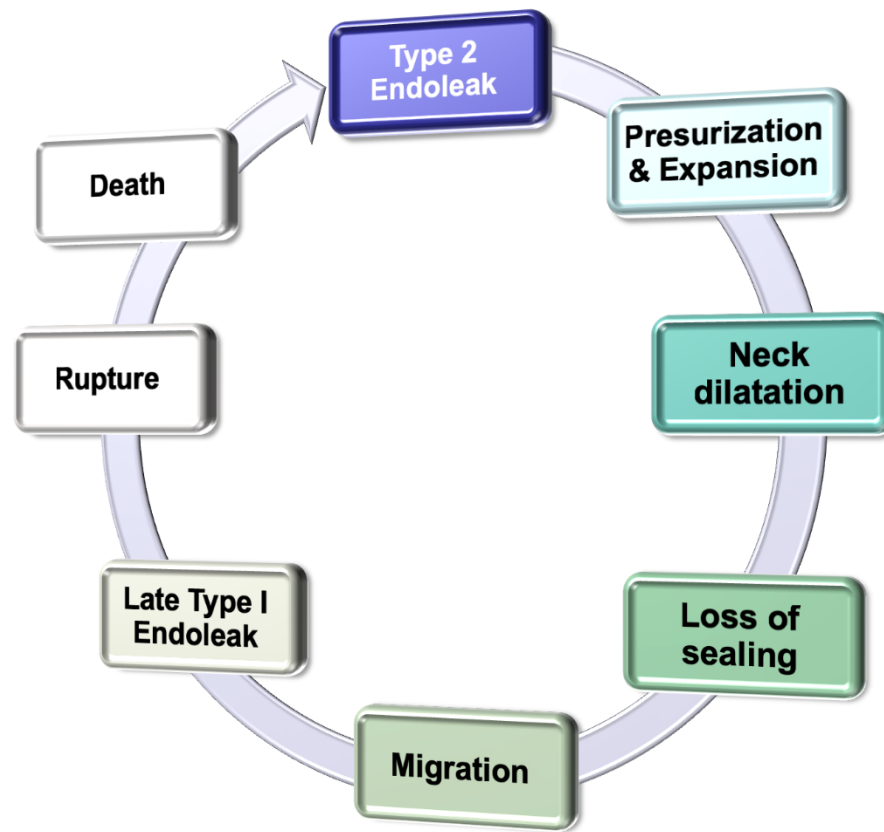 Type 2
Endoleak
Presurization
& Expansion
Neck
dilatation
Loss of
sealing
Migration
Late Type I
Endoleak
Rupture
Death